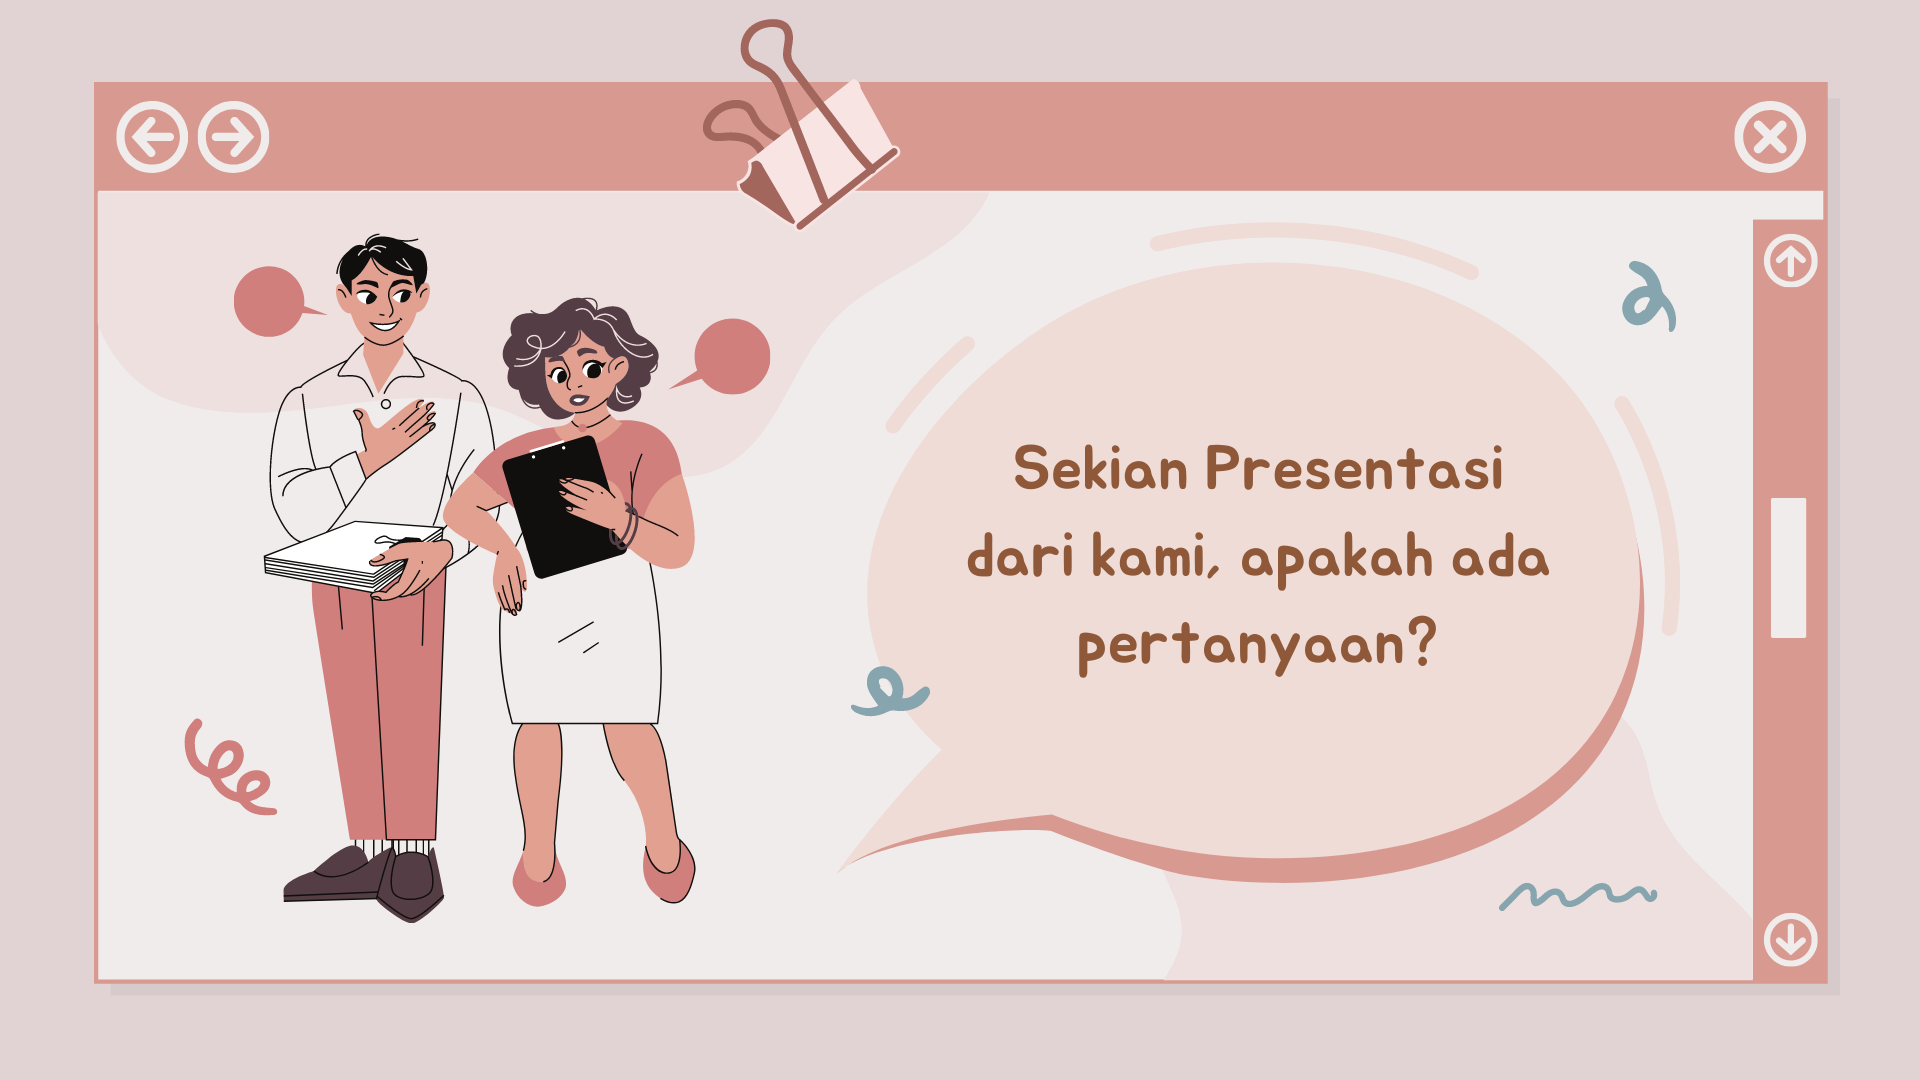 Sekian Presentasi
dari kami, apakah ada
pertanyaan?